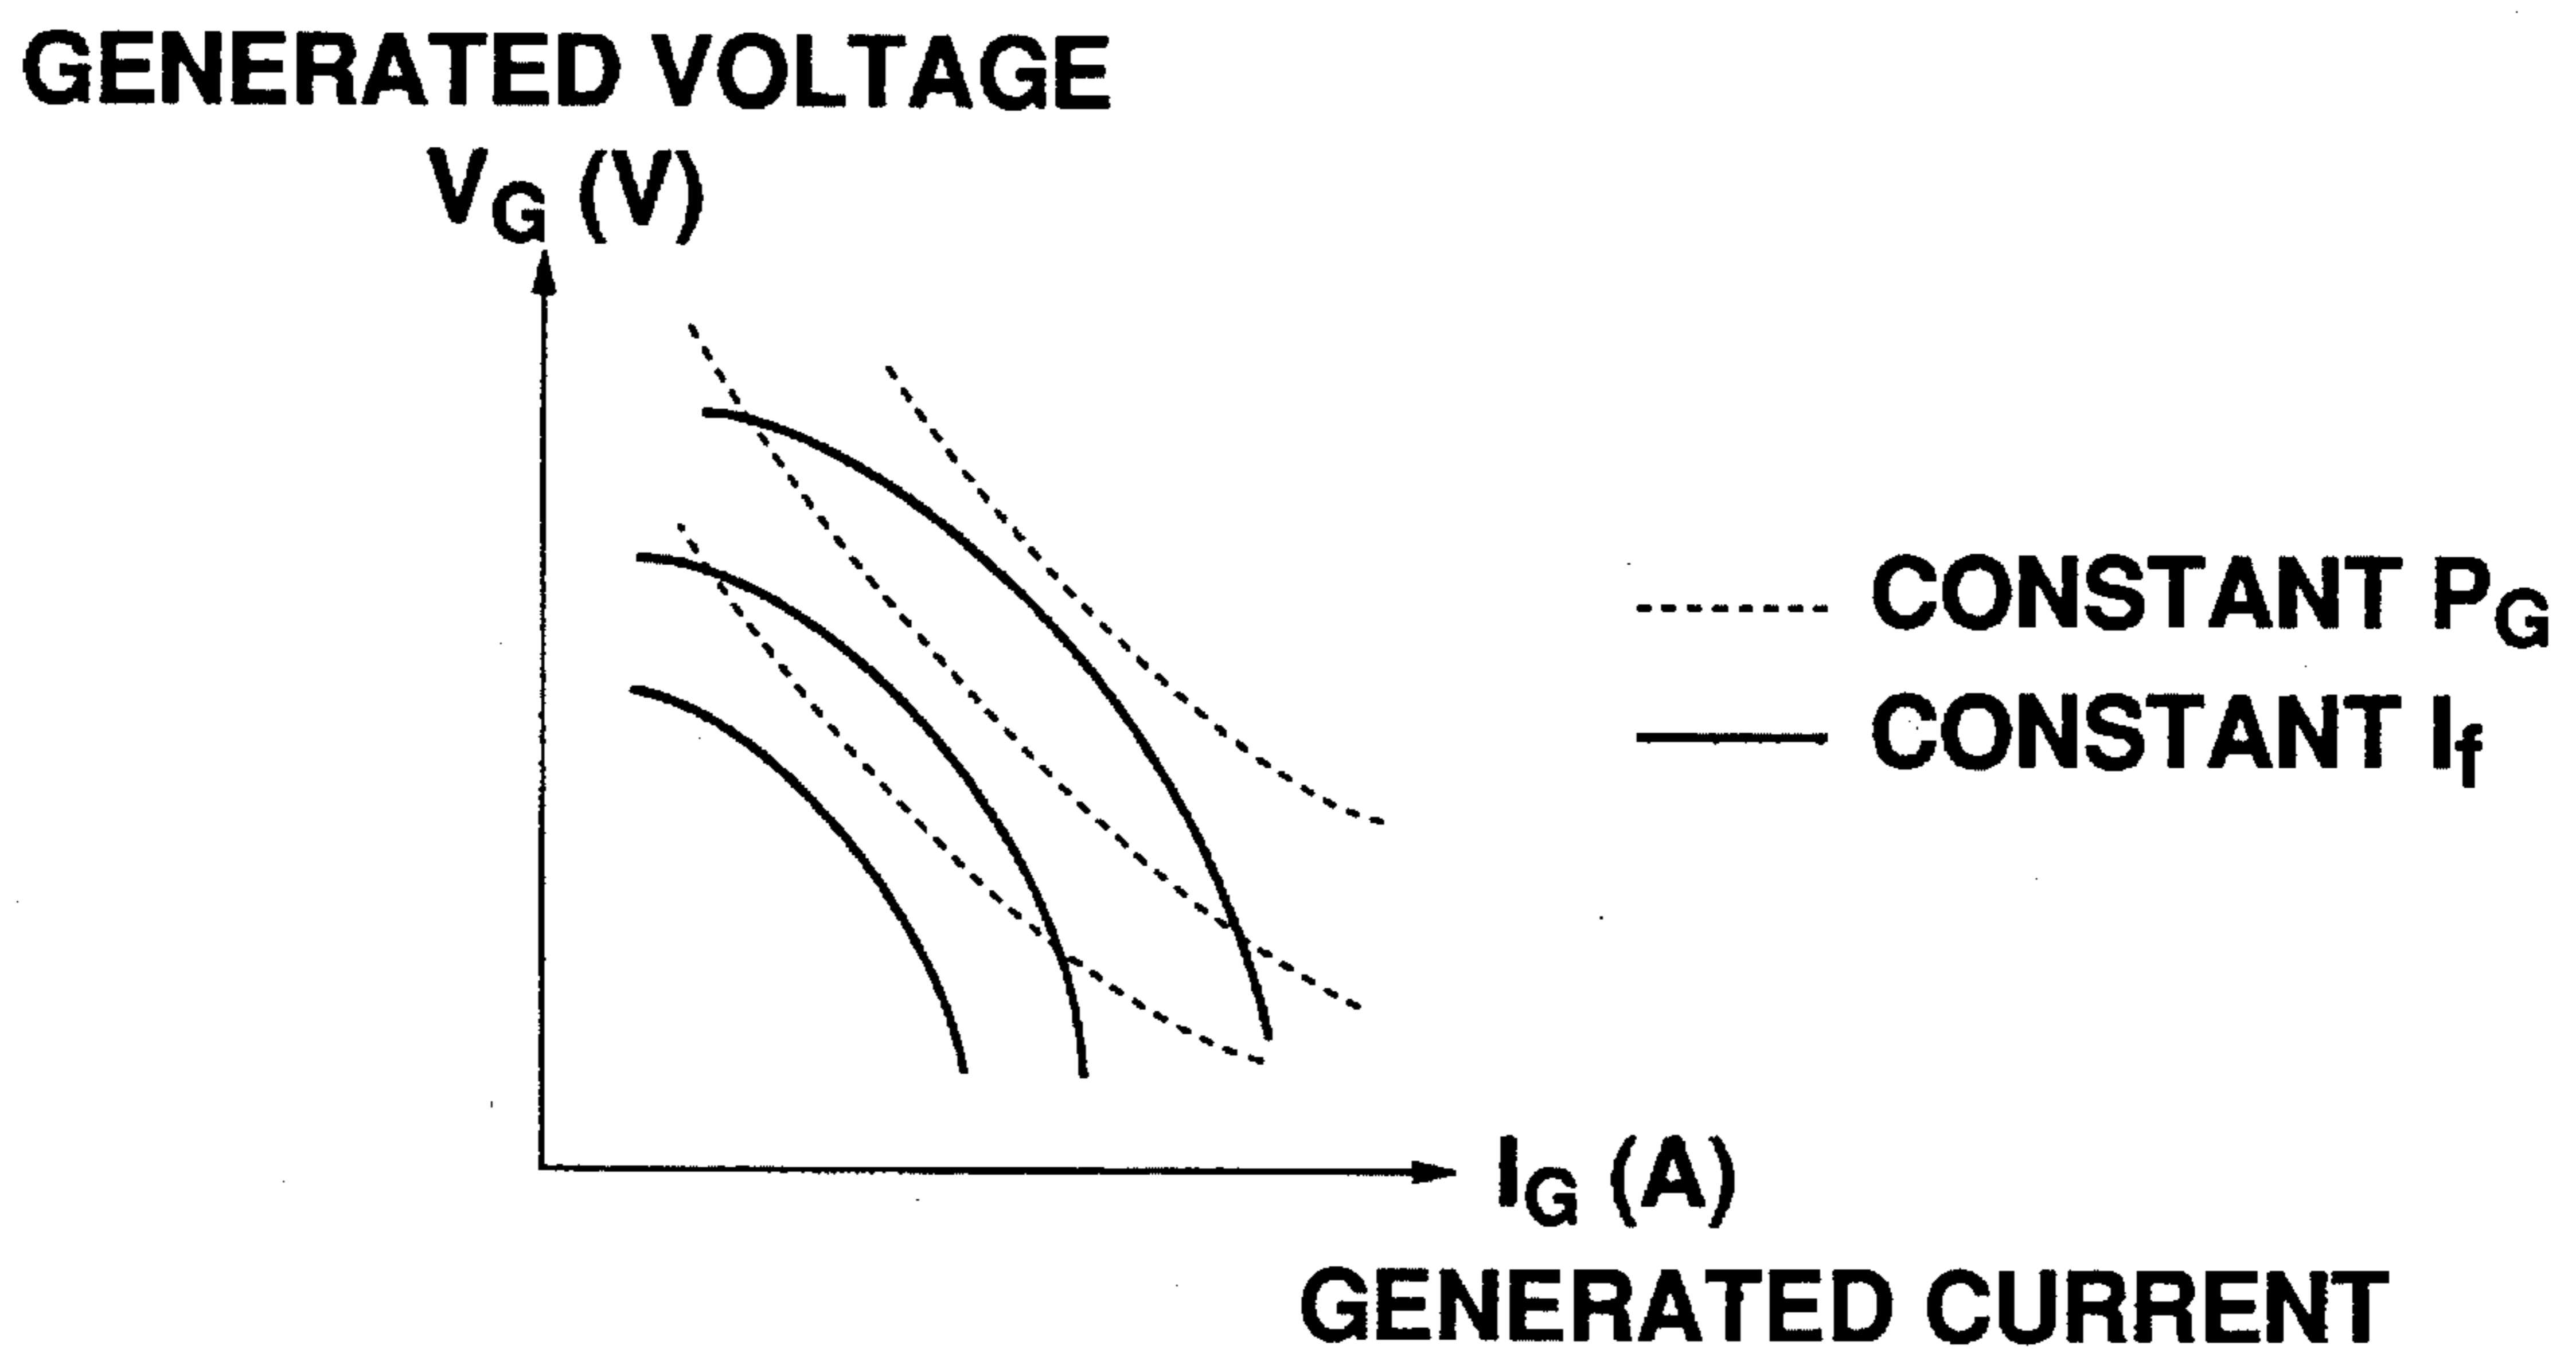 GENERATED VOLTAGE
VG (V)
CONSTANT PG
CONSTANT If
IG (A)
GENERATED CURRENT